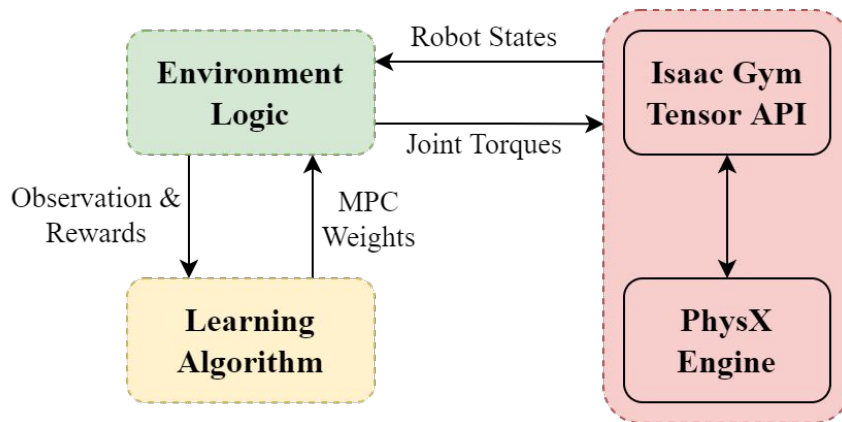 Robot States
Environment
Logic
Isaac Gym
Tensor API
Joint Torques
Observation &
Rewards
MPC
Weights
Learning
Algorithm
PhysX
Engine